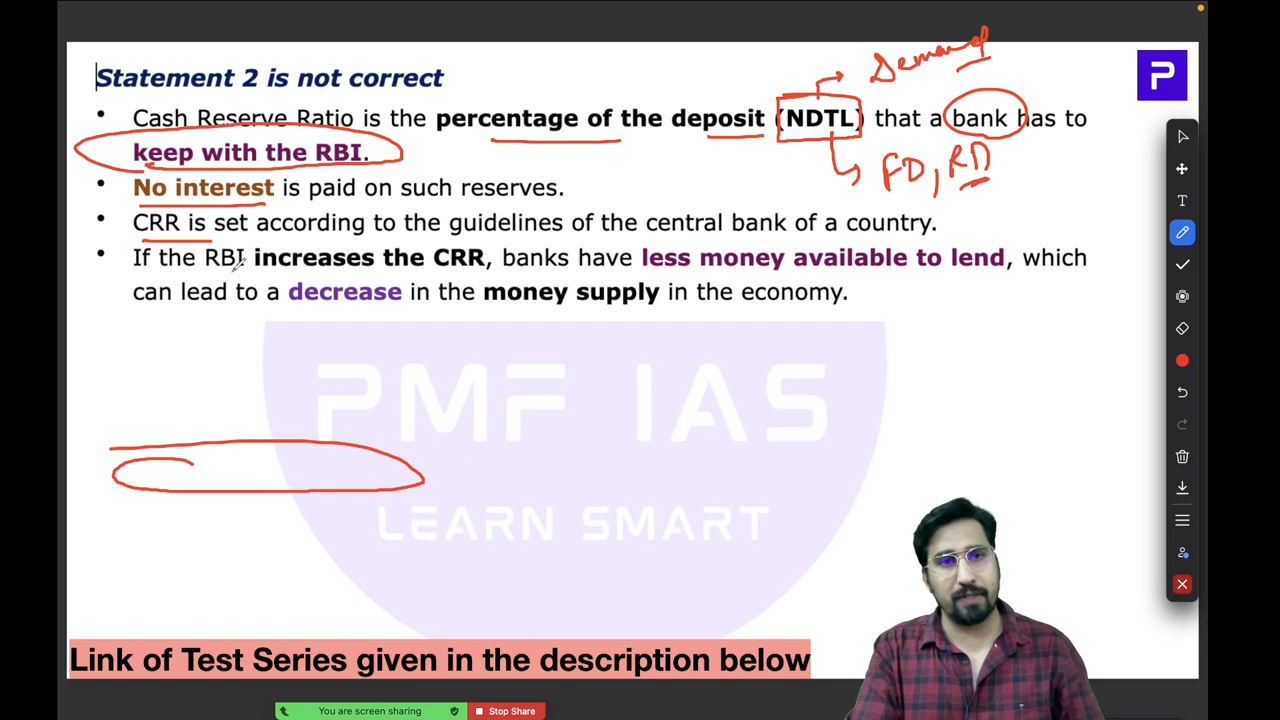 Statement 2 is not correct
Demand
• Cash Reserve Ratio is the percentage of the deposit (NDTL) that a bank has to
keep with the RBI.
FD, RD
• No interest is paid on such reserves.
• CRR is set according to the guidelines of the central bank of a country.
• If the RBI increases the CRR, banks have less money available to lend, which
can lead to a decrease in the money supply in the economy.
PMF IAS
LEARN SMART
Link of Test Series given in the description below
You are screen sharing
Stop Share
P
T